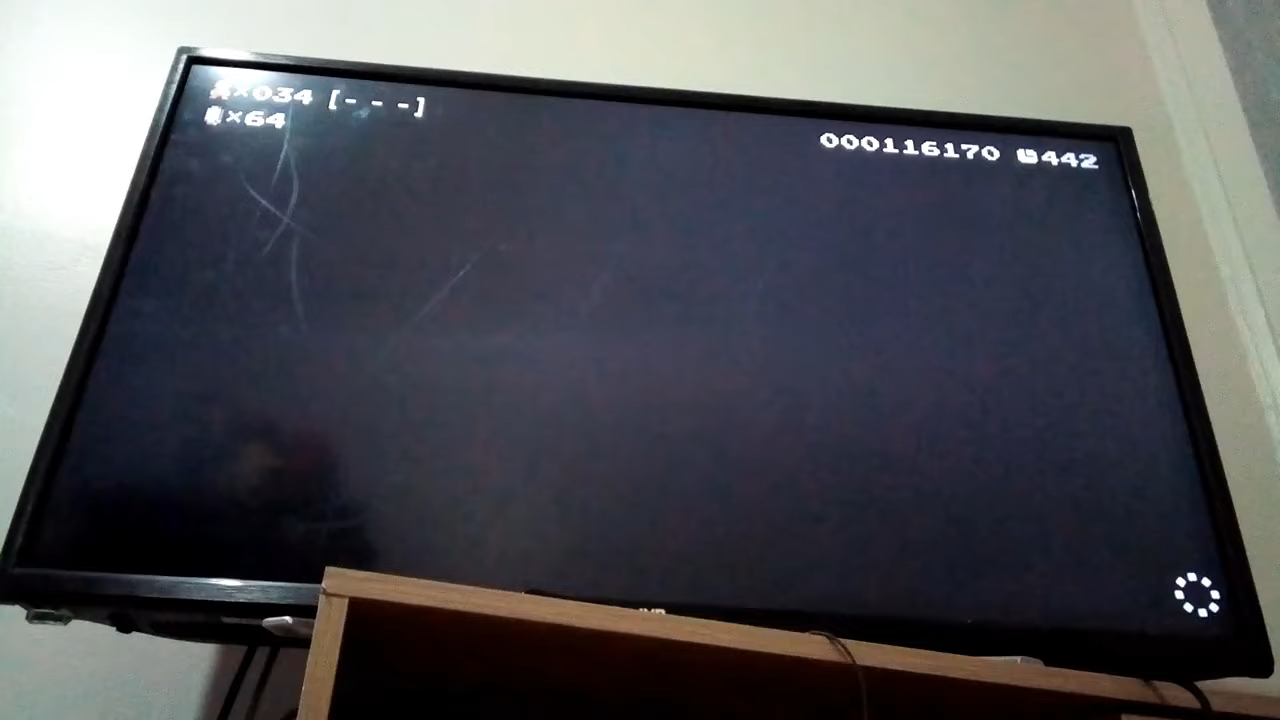 ×034 [- - -]
×64
000116170 442